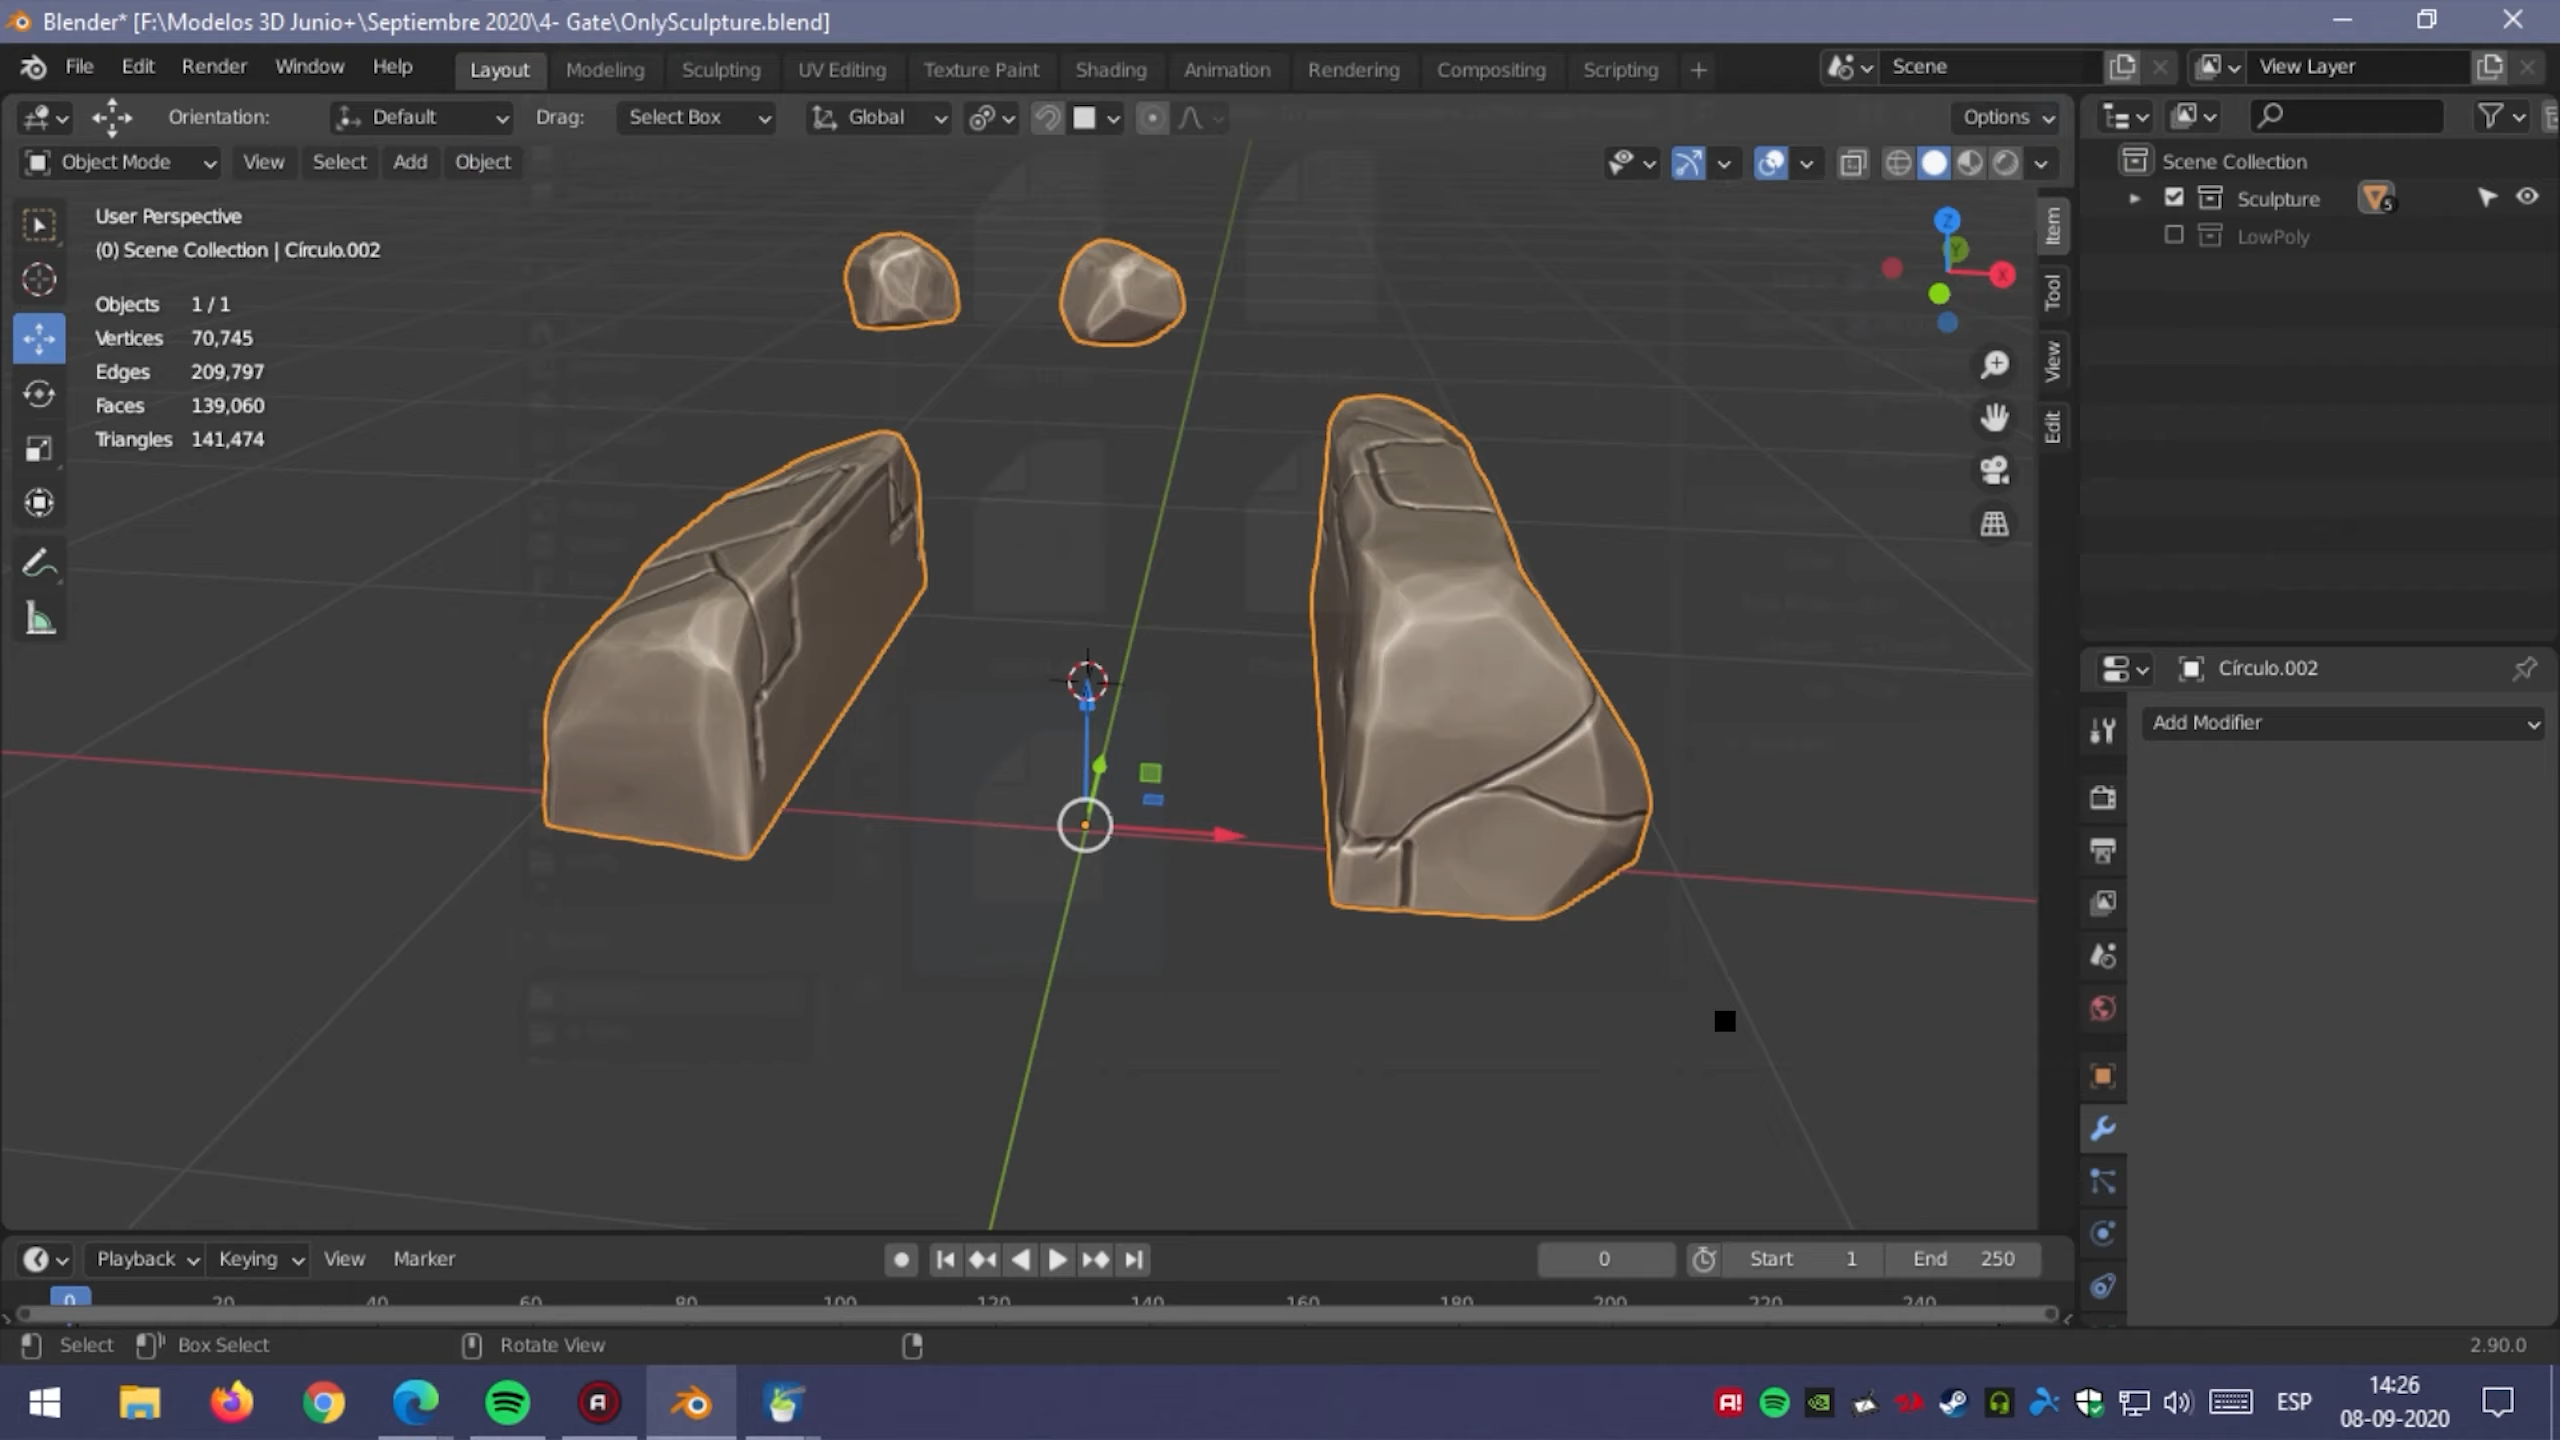 Blender* [F:\Modelos 3D Junio+\Septiembre 2020\4- Gate\OnlySculpture.blend]
File Edit Render Window Help Layout Modeling Sculpting UV Editing Texture Paint Shading Animation Rendering Compositing Scripting + Scene View Layer
Orientation: Default Drag: Select Box Global Options
Object Mode View Select Add Object
Scene Collection
Sculpture 5
LowPoly
User Perspective
(0) Scene Collection | Círculo.002
Objects 1 / 1
Vertices 70,745
Edges 209,797
Faces 139,060
Triangles 141,474
Z
Y
X
Item
Tool
View
Edit
Círculo.002
Add Modifier
Playback Keying View Marker 0 Start 1 End 250
0 20 40 60 80 100 120 140 160 180 200 220 240
Select Box Select Rotate View 2.90.0
ESP
14:26
08-09-2020